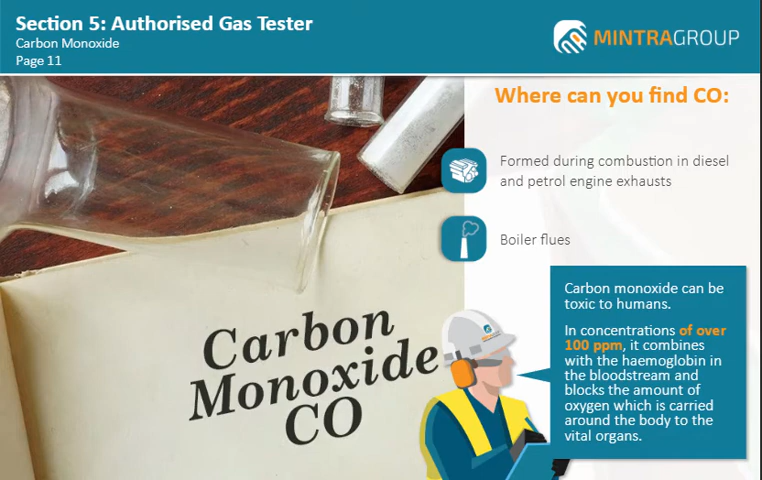 Section 5: Authorised Gas Tester
Carbon Monoxide
Page 11
MINTRAGROUP
Where can you find CO:
Formed during combustion in diesel
and petrol engine exhausts
Boiler flues
Carbon
Monoxide
CO
Carbon monoxide can be
toxic to humans.
In concentrations of over
100 ppm, it combines
with the haemoglobin in
the bloodstream and
blocks the amount of
oxygen which is carried
around the body to the
vital organs.